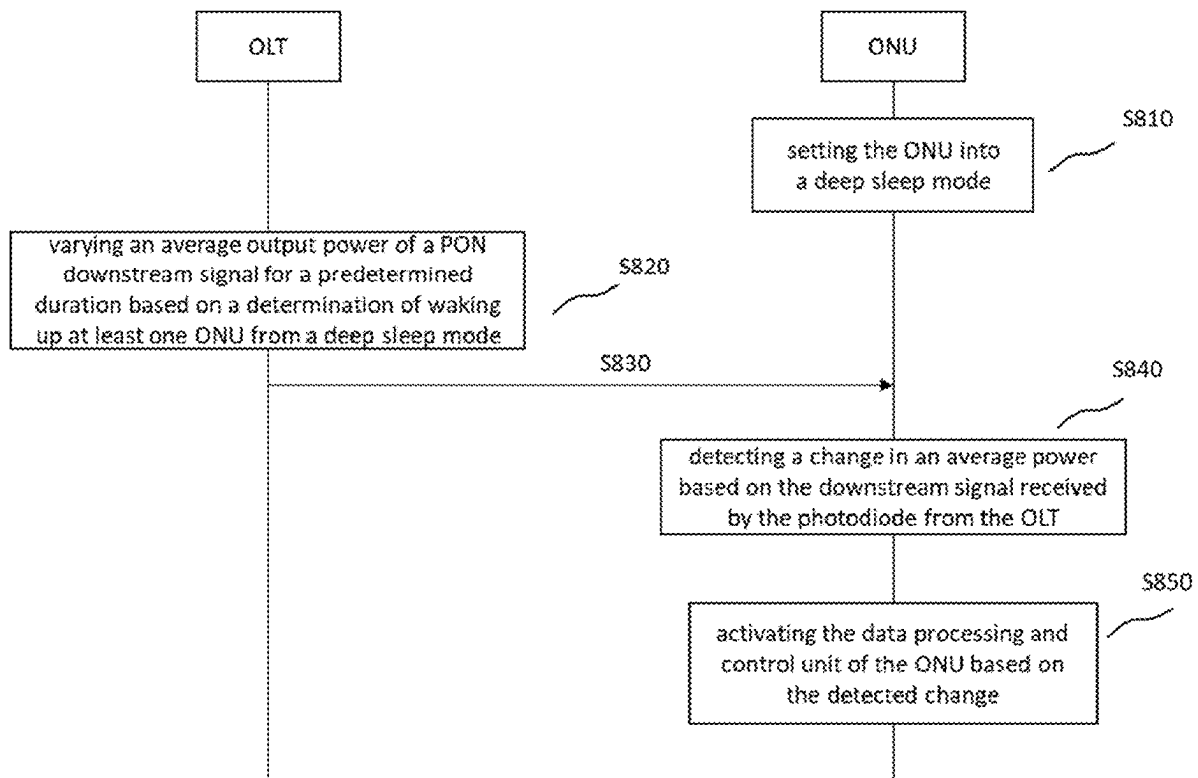 OLT
ONU
S810
setting the ONU into
a deep sleep mode
varying an average output power of a PON
downstream signal for a predetermined
duration based on a determination of waking
up at least one ONU from a deep sleep mode
S820
S830
S840
detecting a change in an average power
based on the downstream signal received
by the photodiode from the OLT
S850
activating the data processing and
control unit of the ONU based on
the detected change